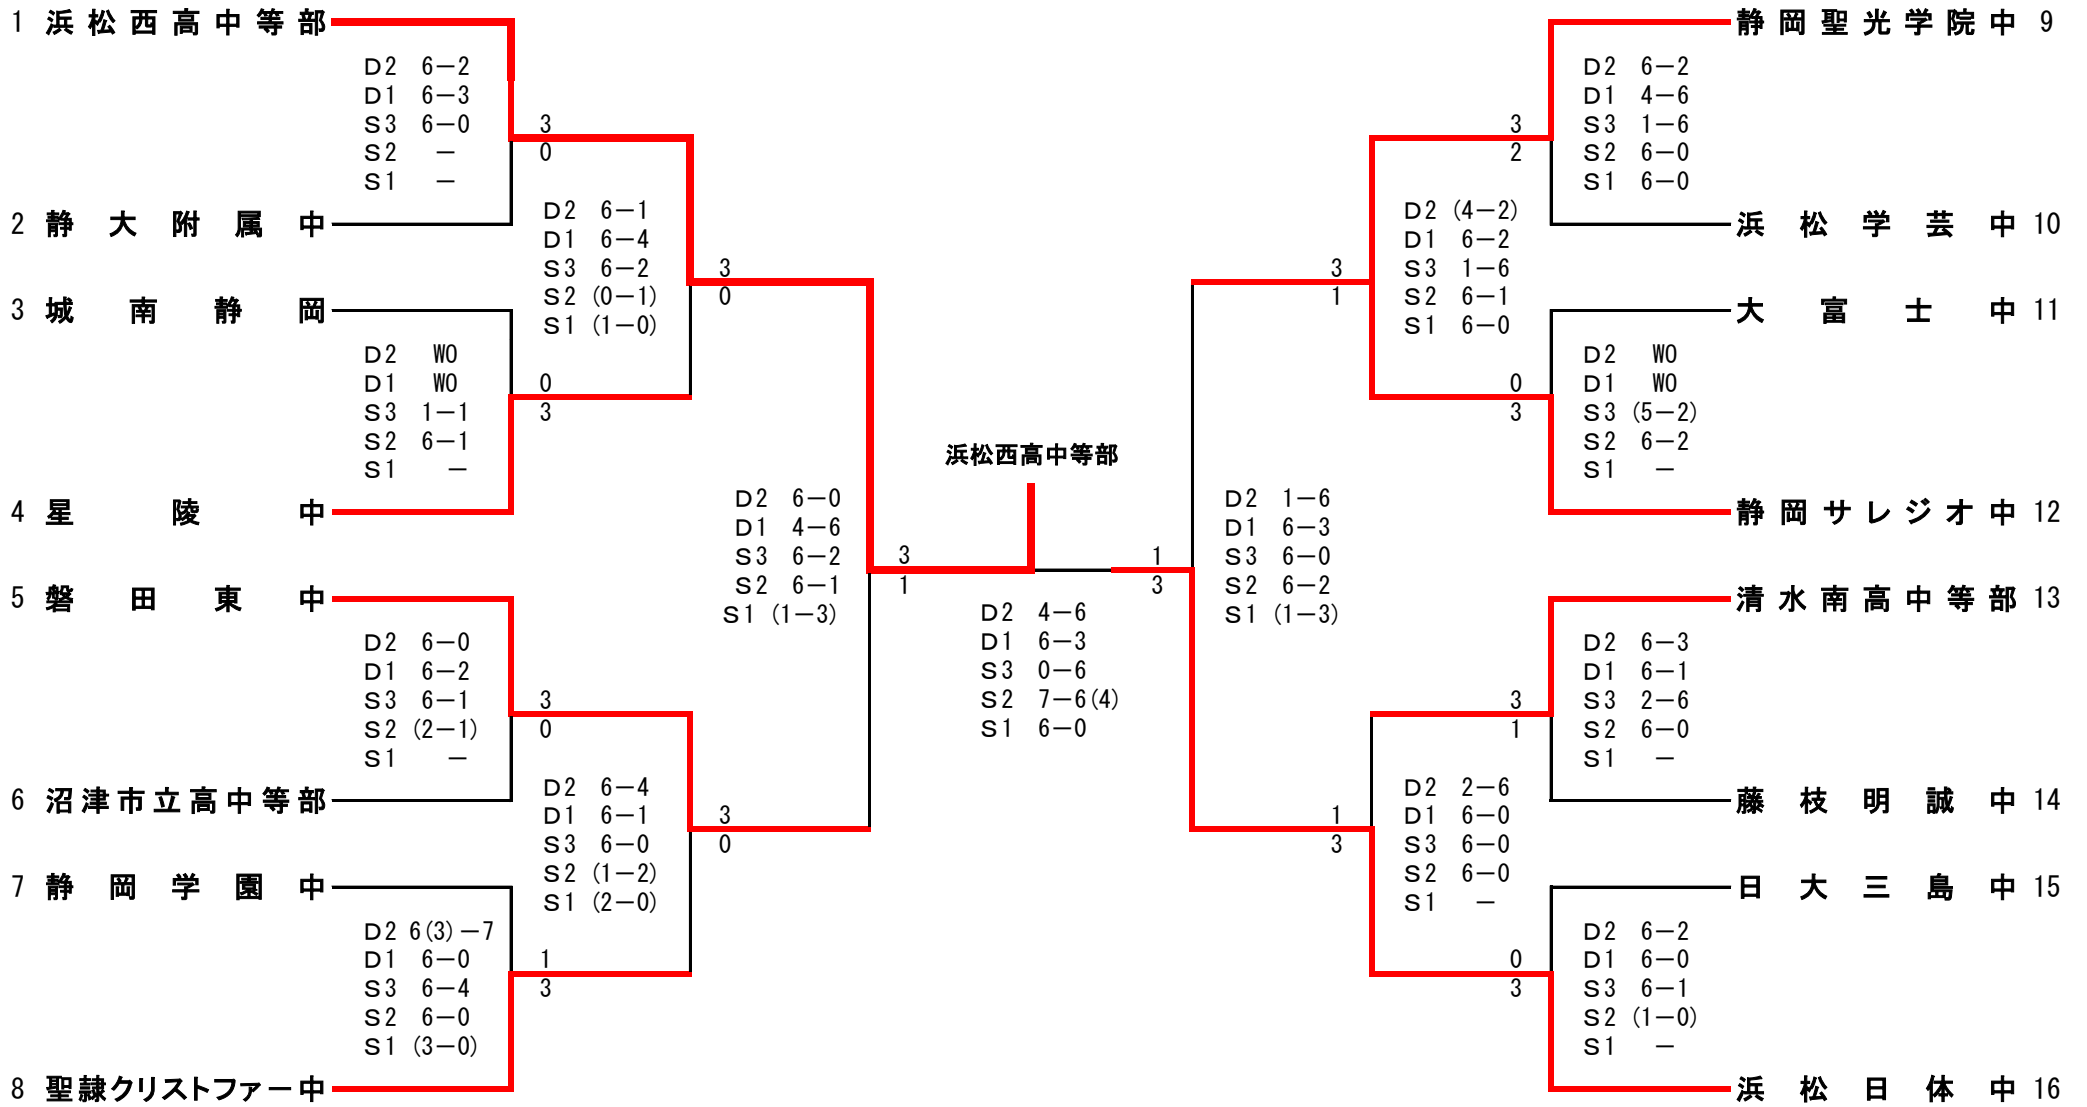 1 浜松西高中等部
D2 6－2
D1 6－3
S3 6－0
S2 －
S1 －
3
0
2 静大附属中
D2 6－1
D1 6－4
S3 6－2
S2 (0－1)
S1 (1－0)
3
0
3 城南静岡
D2 WO
D1 WO
S3 1－1
S2 6－1
S1 －
0
3
4 星陵中
D2 6－0
D1 4－6
S3 6－2
S2 6－1
S1 (1－3)
3
1
5 磐田東中
D2 6－0
D1 6－2
S3 6－1
S2 (2－1)
S1 －
3
0
6 沼津市立高中等部
D2 6－4
D1 6－1
S3 6－0
S2 (1－2)
S1 (2－0)
3
0
7 静岡学園中
D2 6(3)－7
D1 6－0
S3 6－4
S2 6－0
S1 (3－0)
1
3
8 聖隷クリストファー中
浜松西高中等部
D2 4－6
D1 6－3
S3 0－6
S2 7－6(4)
S1 6－0
1
3
静岡聖光学院中 9
D2 6－2
D1 4－6
S3 1－6
S2 6－0
S1 6－0
3
2
浜松学芸中 10
D2 (4－2)
D1 6－2
S3 1－6
S2 6－1
S1 6－0
3
1
大富士中 11
D2 WO
D1 WO
S3 (5－2)
S2 6－2
S1 －
0
3
静岡サレジオ中 12
D2 1－6
D1 6－3
S3 6－0
S2 6－2
S1 (1－3)
清水南高中等部 13
D2 6－3
D1 6－1
S3 2－6
S2 6－0
S1 －
3
1
藤枝明誠中 14
D2 2－6
D1 6－0
S3 6－0
S2 6－0
S1 －
1
3
日大三島中 15
D2 6－2
D1 6－0
S3 6－1
S2 (1－0)
S1 －
0
3
浜松日体中 16